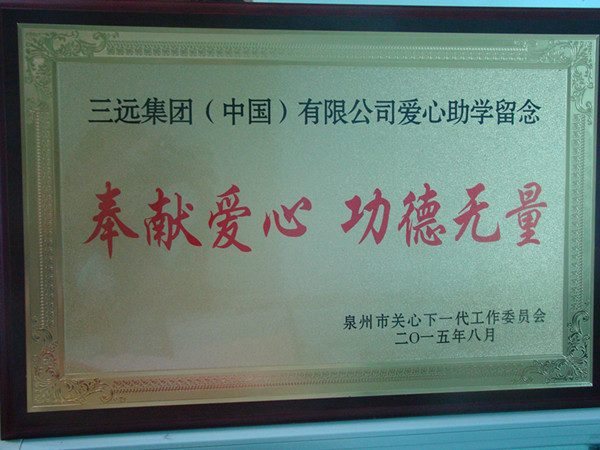 三远集团（中国）有限公司爱心助学留念
奉献爱心 功德无量
泉州市关心下一代工作委员会
二〇一五年八月